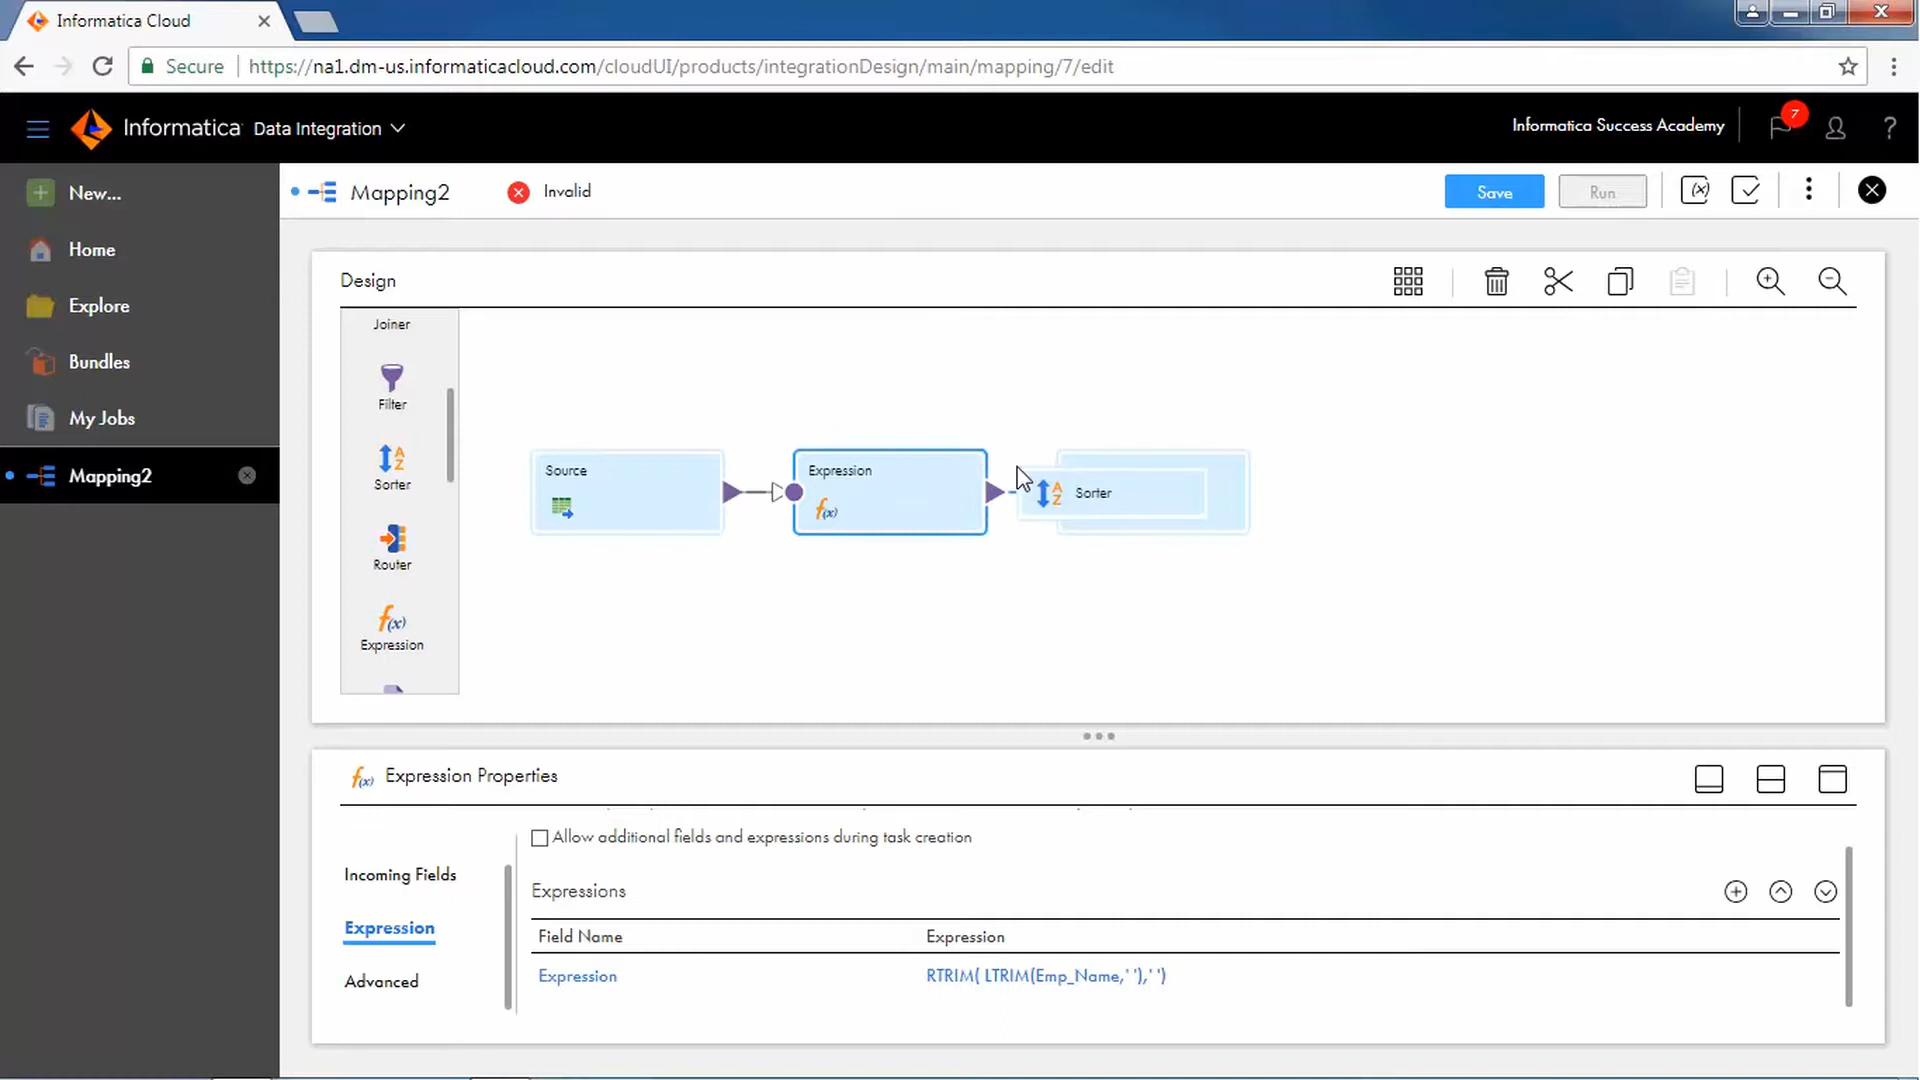 Informatica Cloud
Secure
https://na1.dm-us.informaticacloud.com/cloudUI/products/integrationDesign/main/mapping/7/edit
Informatica Data Integration
Informatica Success Academy
7
?
New...
Home
Explore
Bundles
My Jobs
Mapping2
Mapping2
Invalid
Save
Run
Design
Joiner
Filter
Sorter
Router
Expression
Source
Expression
Sorter
Expression Properties
Incoming Fields
Expression
Advanced
Allow additional fields and expressions during task creation
Expressions
Field Name
Expression
Expression
RTRIM( LTRIM(Emp_Name,' '),' ')